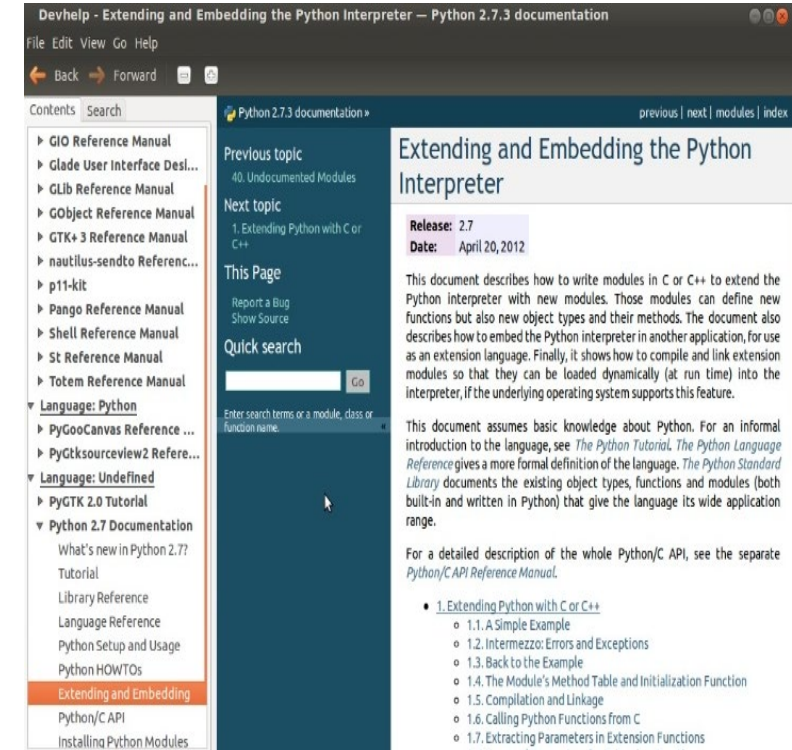 Devhelp - Extending and Embedding the Python Interpreter — Python 2.7.3 documentation
File Edit View Go Help
Back Forward
Contents Search
GIO Reference Manual
Glade User Interface Desi...
GLib Reference Manual
GObject Reference Manual
GTK+ 3 Reference Manual
nautilus-sendto Referenc...
p11-kit
Pango Reference Manual
Shell Reference Manual
St Reference Manual
Totem Reference Manual
Language: Python
PyGooCanvas Reference ...
PyGtksourceview2 Refere...
Language: Undefined
PyGTK 2.0 Tutorial
Python 2.7 Documentation
What's new in Python 2.7?
Tutorial
Library Reference
Language Reference
Python Setup and Usage
Python HOWTOs
Extending and Embedding
Python/C API
Installing Python Modules
Python 2.7.3 documentation »
previous | next | modules | index
Previous topic
40. Undocumented Modules
Next topic
1. Extending Python with C or
C++
This Page
Report a Bug
Show Source
Quick search
Go
Enter search terms or a module, class or
function name.
«
Extending and Embedding the Python
Interpreter
Release: 2.7
Date: April 20, 2012
This document describes how to write modules in C or C++ to extend the
Python interpreter with new modules. Those modules can define new
functions but also new object types and their methods. The document also
describes how to embed the Python interpreter in another application, for use
as an extension language. Finally, it shows how to compile and link extension
modules so that they can be loaded dynamically (at run time) into the
interpreter, if the underlying operating system supports this feature.
This document assumes basic knowledge about Python. For an informal
introduction to the language, see The Python Tutorial. The Python Language
Reference gives a more formal definition of the language. The Python Standard
Library documents the existing object types, functions and modules (both
built-in and written in Python) that give the language its wide application
range.
For a detailed description of the whole Python/C API, see the separate
Python/C API Reference Manual.
1. Extending Python with C or C++
1.1. A Simple Example
1.2. Intermezzo: Errors and Exceptions
1.3. Back to the Example
1.4. The Module's Method Table and Initialization Function
1.5. Compilation and Linkage
1.6. Calling Python Functions from C
1.7. Extracting Parameters in Extension Functions